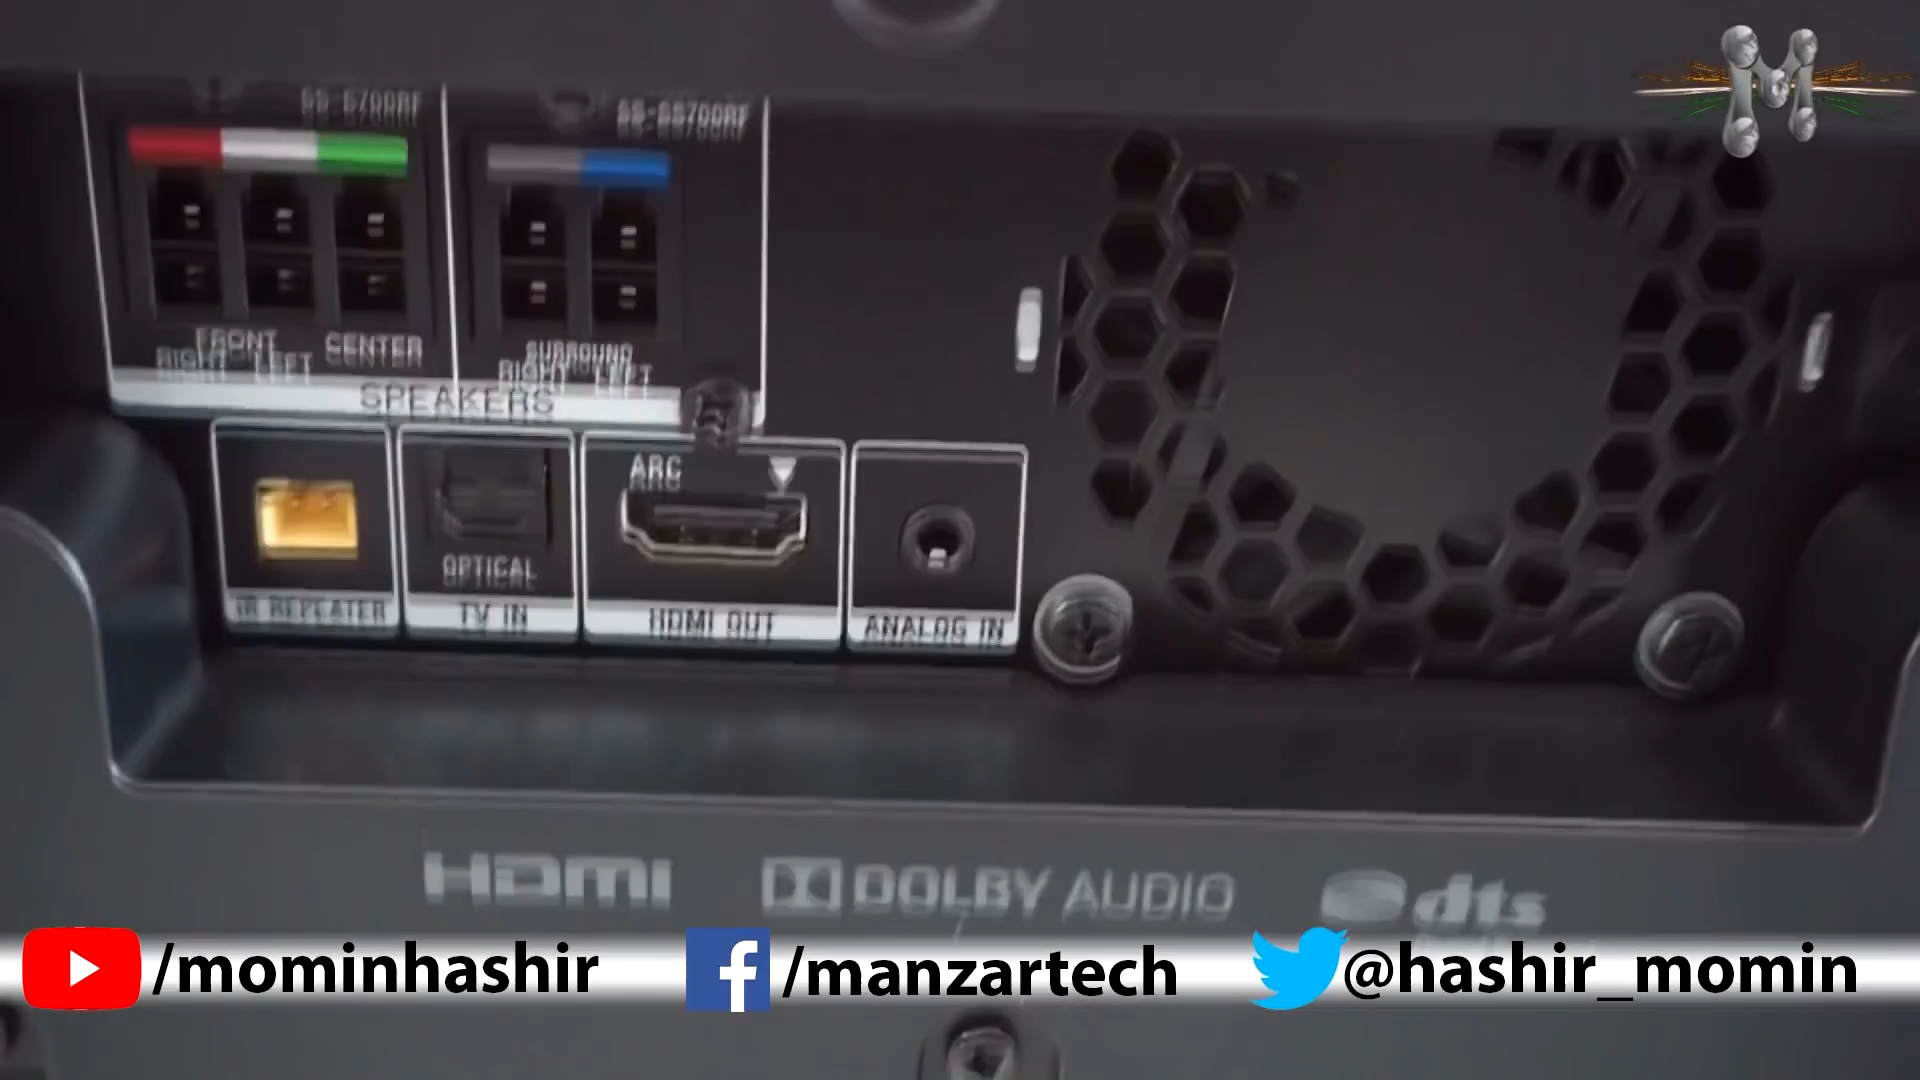 SS-S700RF
SS-SS700RF
FRONT
RIGHT LEFT
CENTER
SURROUND
RIGHT LEFT
SPEAKERS
ARC
OPTICAL
IR REPEATER
TV IN
HDMI OUT
ANALOG IN
HDMI
DOLBY AUDIO
dts
/mominhashir
/manzartech
@hashir_momin